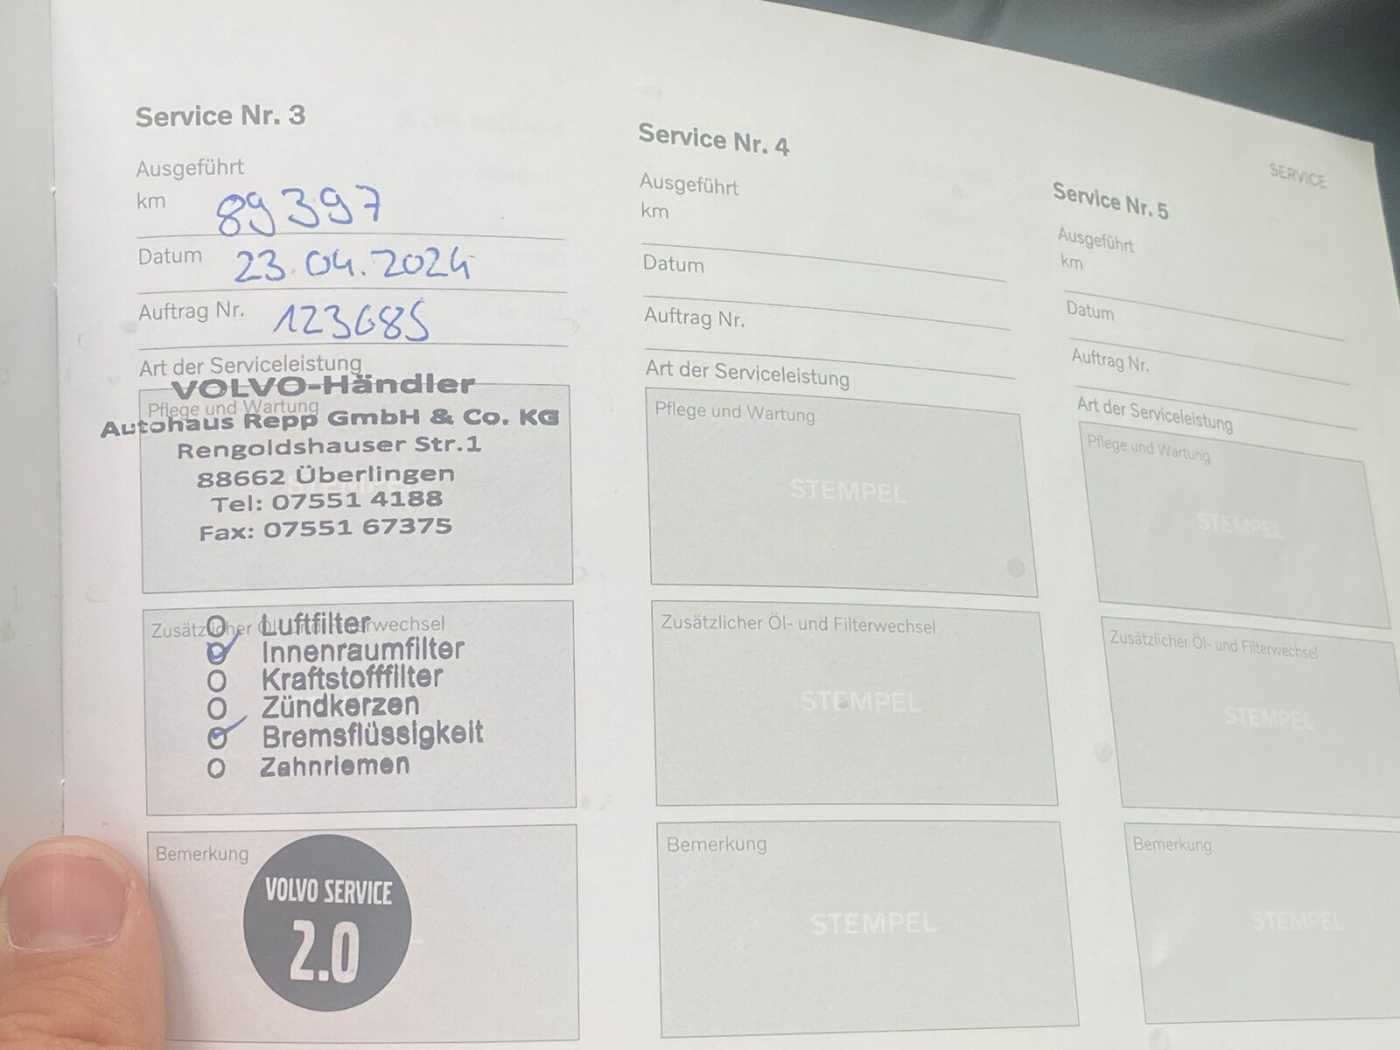 Service Nr. 3
Ausgeführt
km 89397
Datum 23.04.2024
Auftrag Nr. 123685
Art der Serviceleistung
Pflege und Wartung
VOLVO-Händler
Autohaus Repp GmbH & Co. KG
Rengoldshauser Str.1
88662 Überlingen
Tel: 07551 4188
Fax: 07551 67375
Zusätzlicher Öl- und Filterwechsel
Luftfilter
Innenraumfilter
Kraftstofffilter
Zündkerzen
Bremsflüssigkeit
Zahnriemen
Bemerkung
VOLVO SERVICE
2.0
Service Nr. 4
Ausgeführt
km
Datum
Auftrag Nr.
Art der Serviceleistung
Pflege und Wartung
STEMPEL
Zusätzlicher Öl- und Filterwechsel
STEMPEL
Bemerkung
STEMPEL
SERVICE
Service Nr. 5
Ausgeführt
km
Datum
Auftrag Nr.
Art der Serviceleistung
Pflege und Wartung
STEMPEL
Zusätzlicher Öl- und Filterwechsel
STEMPEL
Bemerkung
STEMPEL